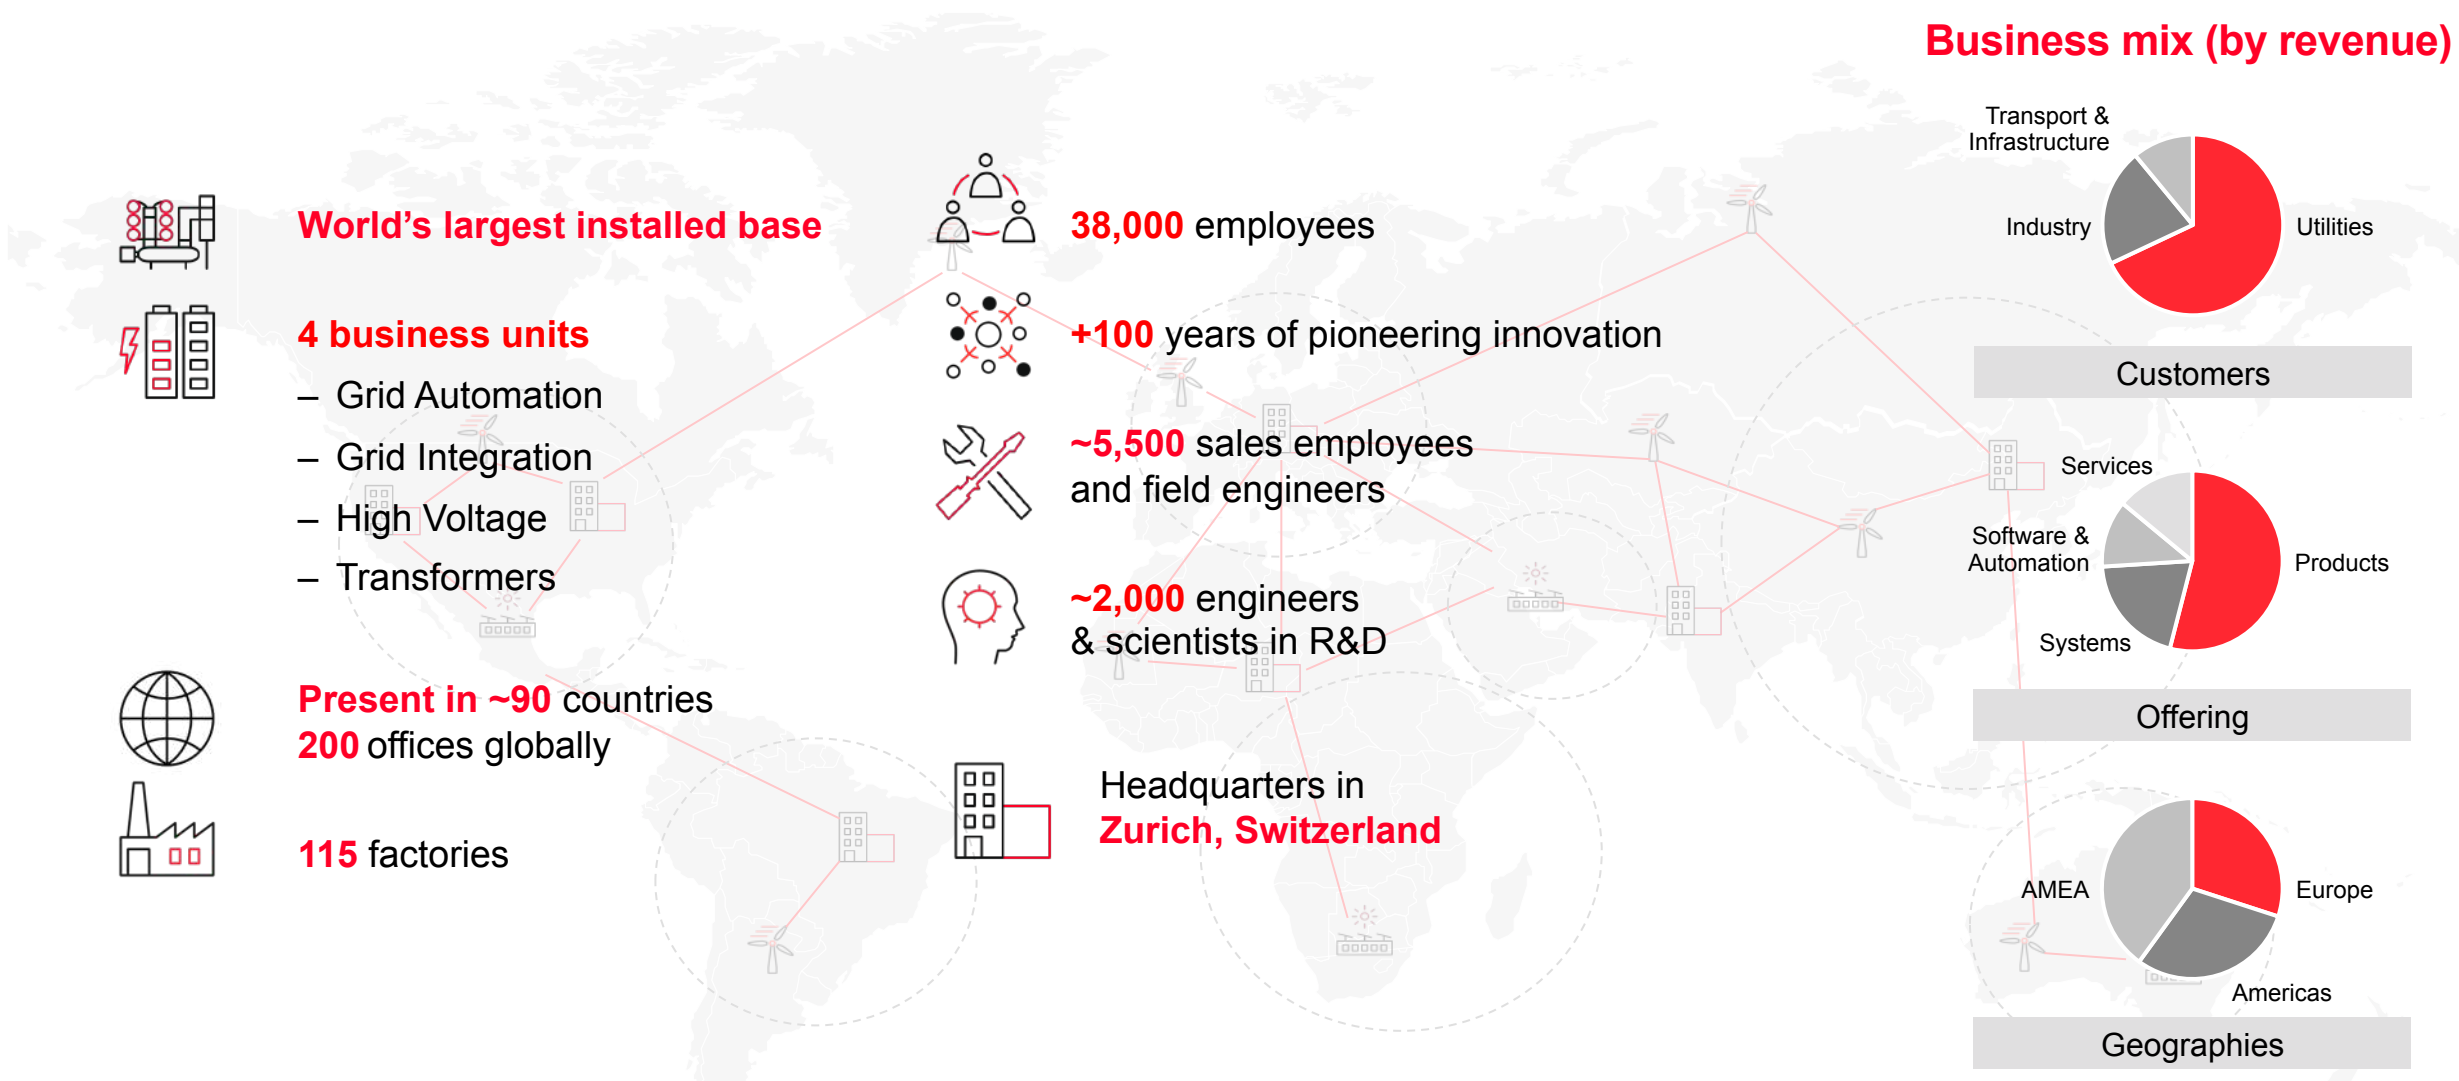 World’s largest installed base
4 business units
– Grid Automation
– Grid Integration
– High Voltage
– Transformers
Present in ~90 countries
200 offices globally
115 factories
38,000 employees
+100 years of pioneering innovation
~5,500 sales employees
and field engineers
~2,000 engineers
& scientists in R&D
Headquarters in
Zurich, Switzerland
Business mix (by revenue)
Transport &
Infrastructure
Industry
Utilities
Customers
Services
Software &
Automation
Products
Systems
Offering
AMEA
Europe
Americas
Geographies